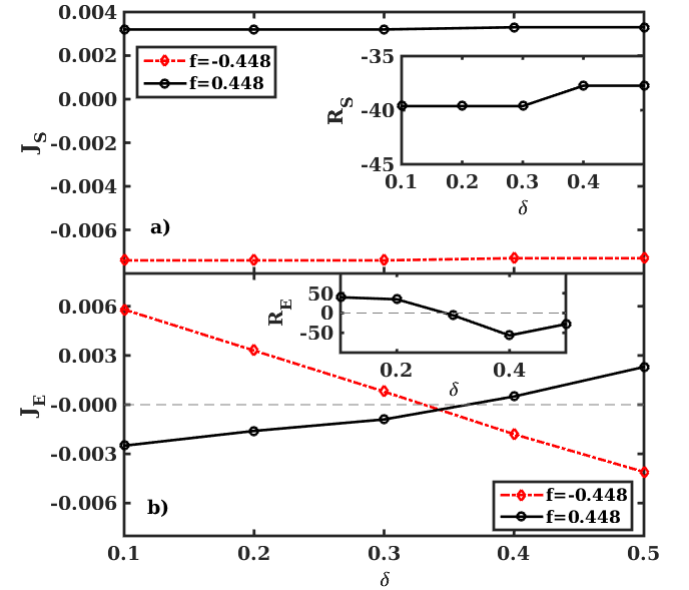 0.004
0.002
0.000
-0.002
-0.004
-0.006
J_S
f=-0.448
f=0.448
a)
-35
-40
-45
R_S
0.1 0.2 0.3 0.4
δ
0.006
0.003
-0.000
-0.003
-0.006
J_E
50
0
-50
R_E
0.2 0.4
δ
b)
f=-0.448
f=0.448
0.1 0.2 0.3 0.4 0.5
δ